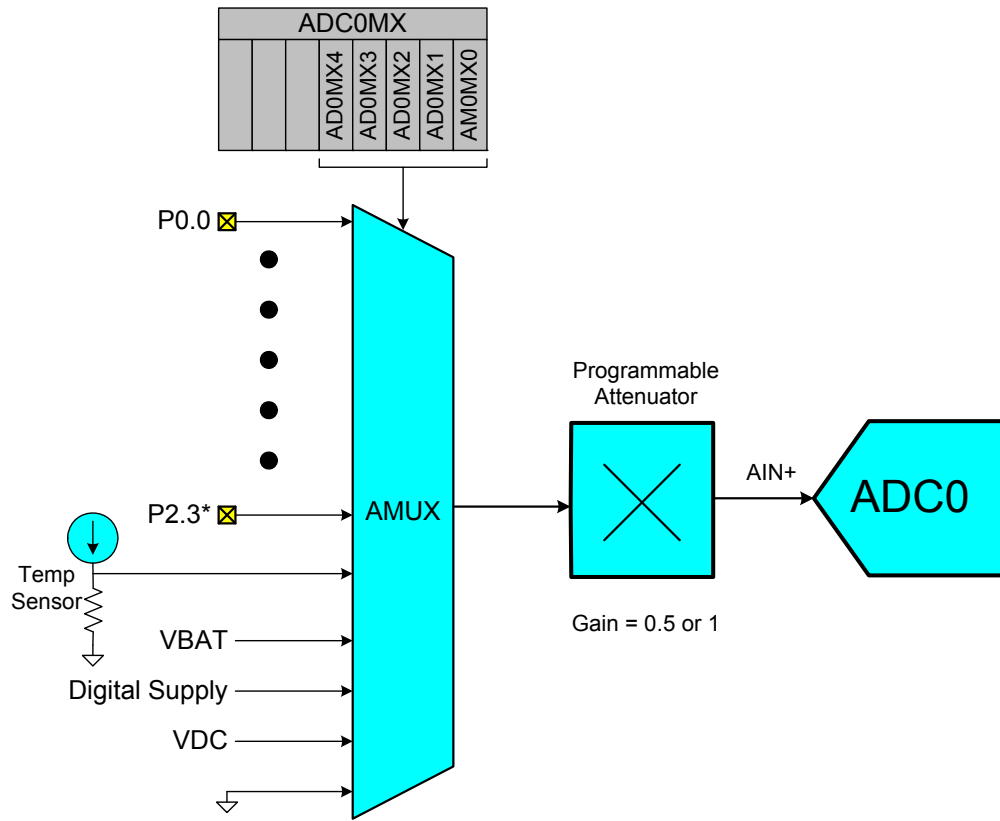 ADC0MX
AD0MX4
AD0MX3
AD0MX2
AD0MX1
AM0MX0
P0.0
Programmable
Attenuator
AIN+
ADC0
P2.3*
AMUX
Temp
Sensor
Gain = 0.5 or 1
VBAT
Digital Supply
VDC